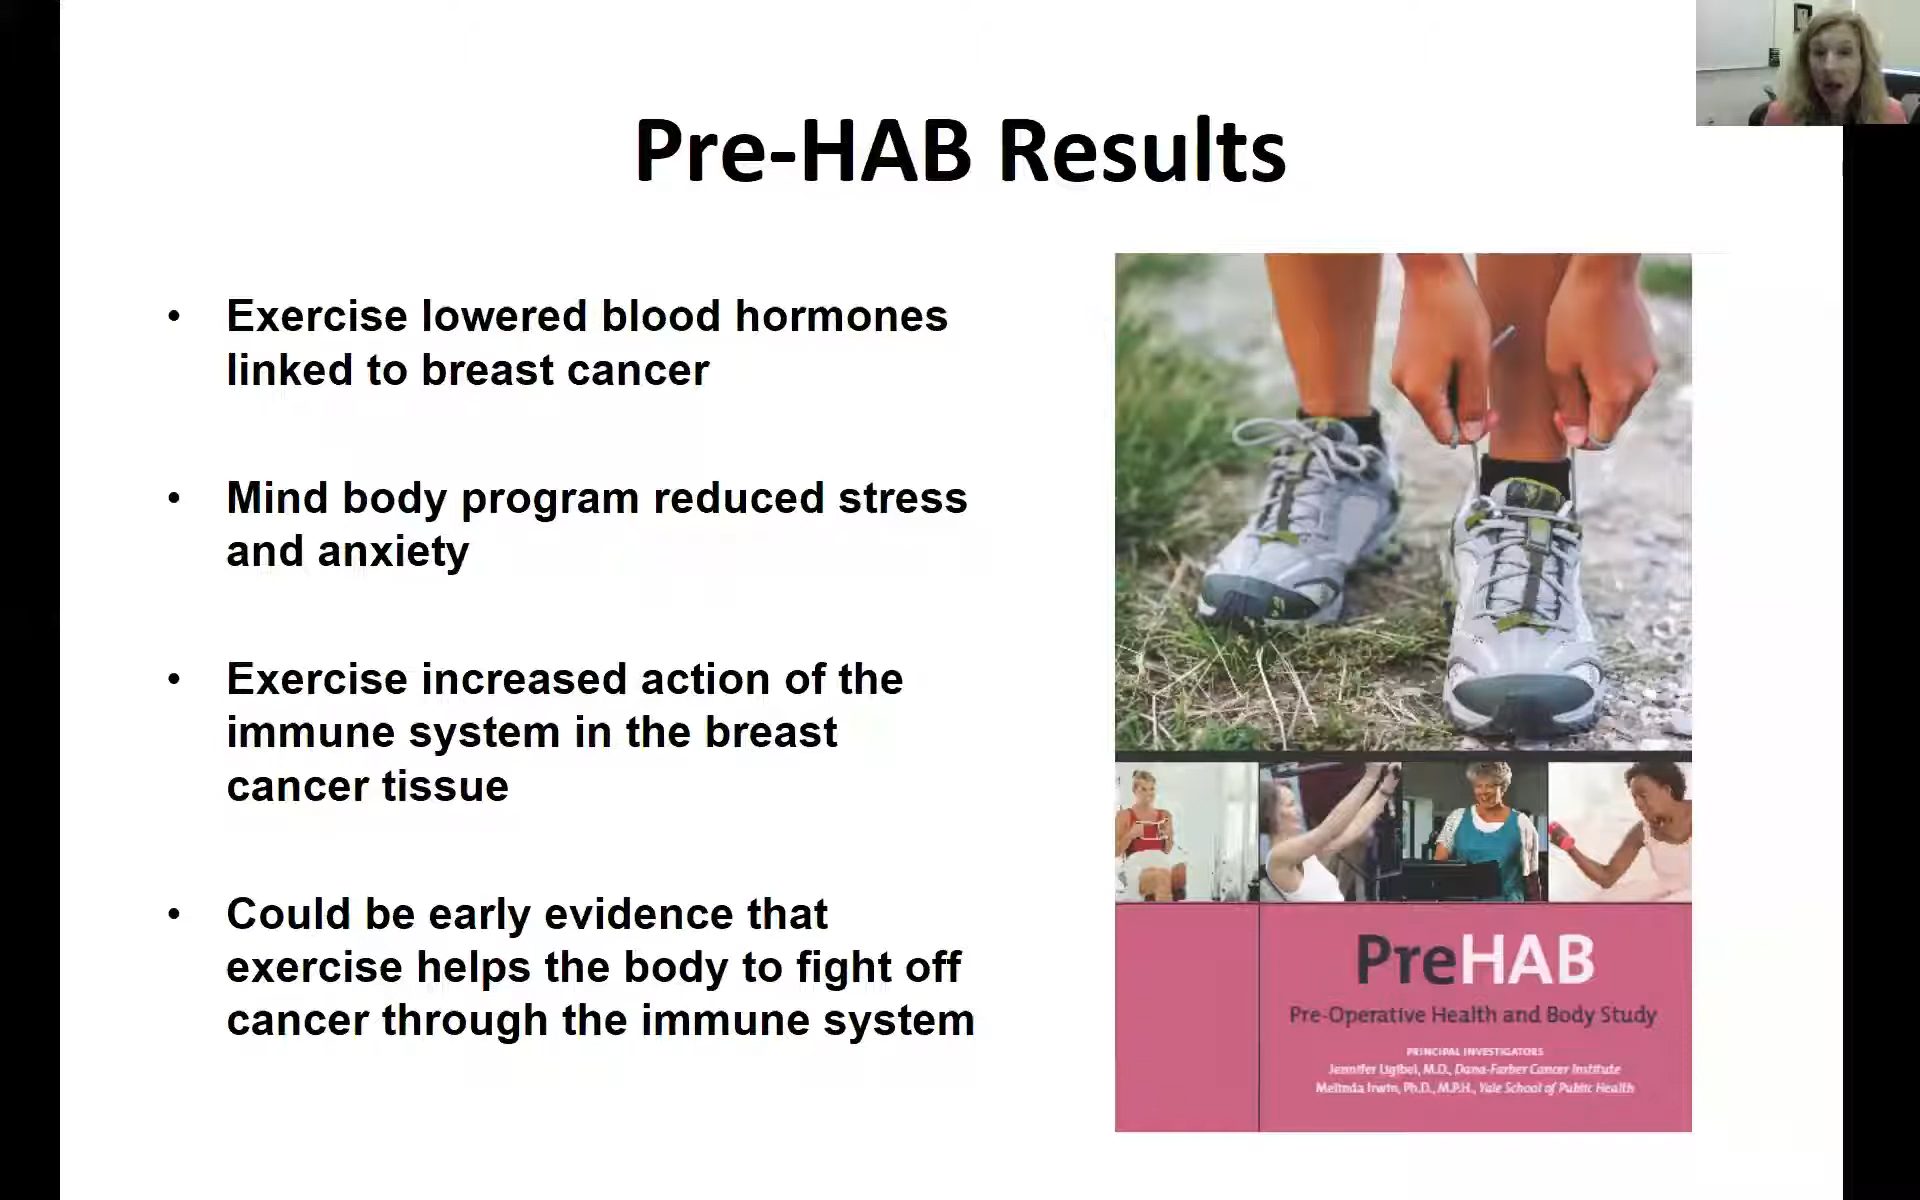 Pre-HAB Results
• Exercise lowered blood hormones
linked to breast cancer
• Mind body program reduced stress
and anxiety
• Exercise increased action of the
immune system in the breast
cancer tissue
• Could be early evidence that
exercise helps the body to fight off
cancer through the immune system
PreHAB
Pre-Operative Health and Body Study
PRINCIPAL INVESTIGATORS
Jennifer Ligibel, M.D., Dana-Farber Cancer Institute
Melinda Irwin, Ph.D., M.P.H., Yale School of Public Health